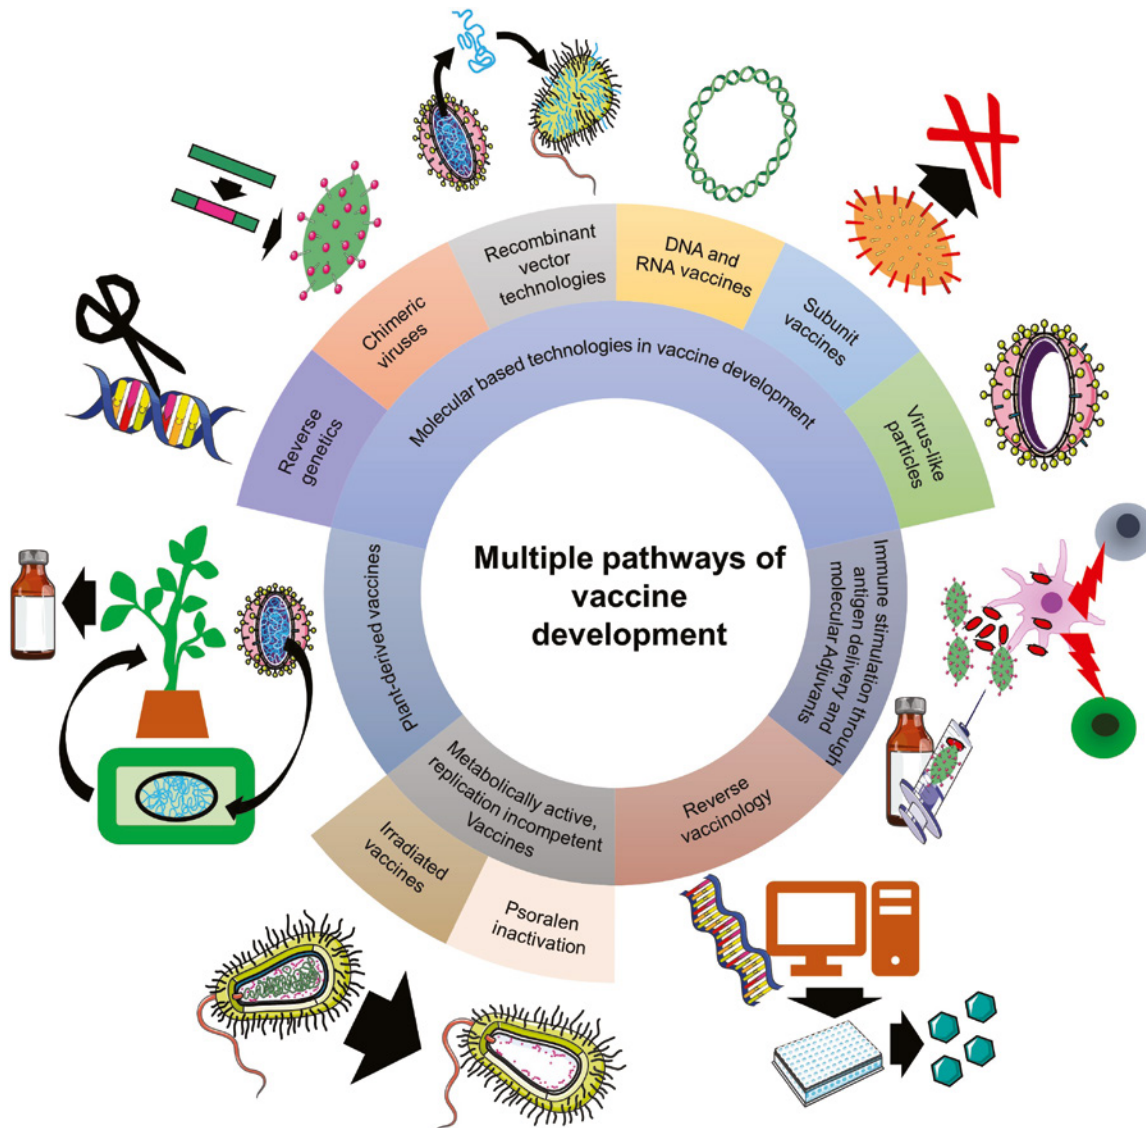 Multiple pathways of
vaccine
development
Molecular based technologies in vaccine development
Reverse
genetics
Chimeric
viruses
Recombinant
vector
technologies
DNA and
RNA vaccines
Subunit
vaccines
Virus-like
particles
Immune stimulation through
antigen delivery and
molecular Adjuvants
Reverse
vaccinology
Metabolically active,
replication incompetent
Vaccines
Irradiated
vaccines
Psoralen
inactivation
Plant-derived vaccines